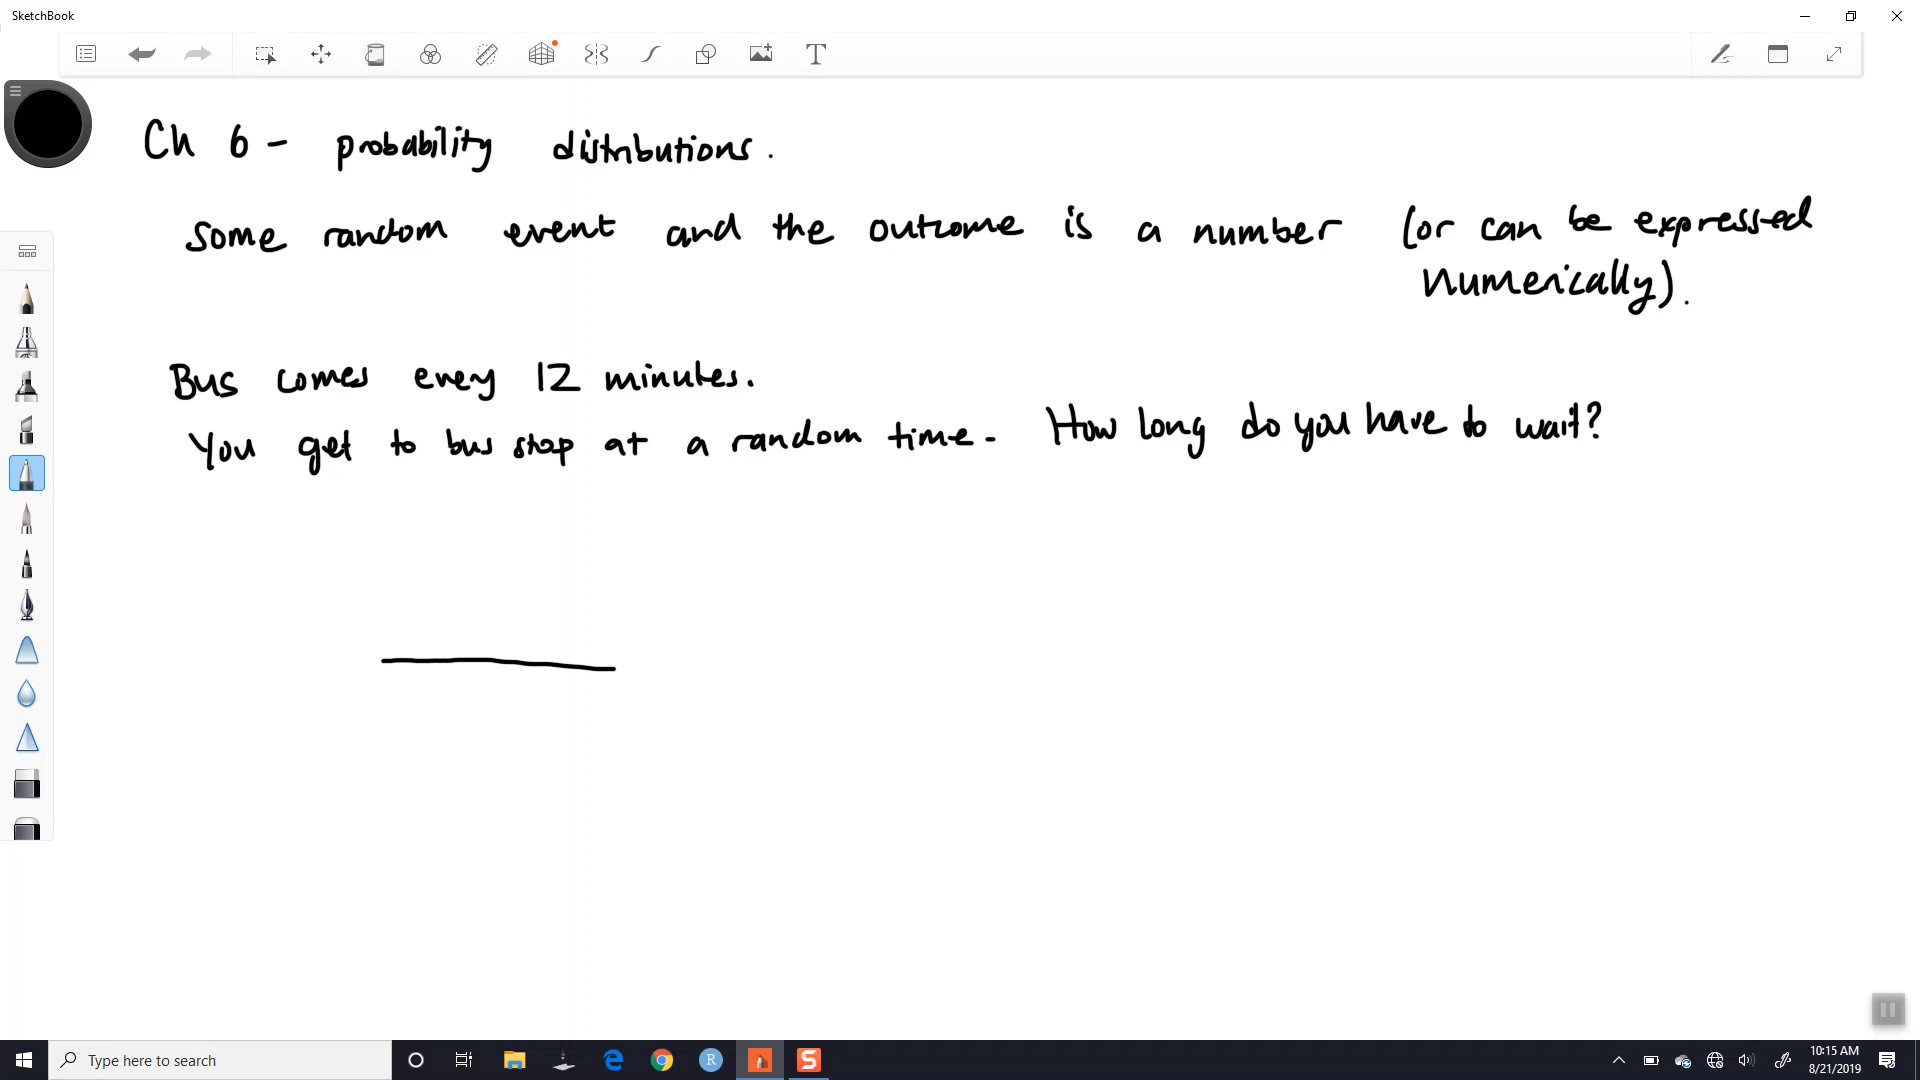 SketchBook
Ch 6 - probability distributions.
Some random event and the outcome is a number (or can be expressed
numerically).
Bus comes every 12 minutes.
You get to bus stop at a random time. How long do you have to wait?
Type here to search
10:15 AM
8/21/2019